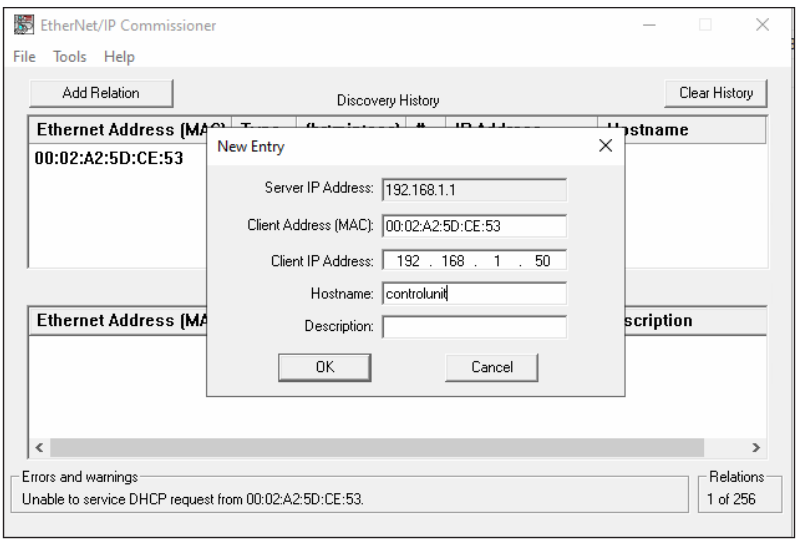 EtherNet/IP Commissioner
File Tools Help
Add Relation
Discovery History
Clear History
Ethernet Address (MAC)
00:02:A2:5D:CE:53
New Entry
Server IP Address: 192.168.1.1
Client Address (MAC): 00:02:A2:5D:CE:53
Client IP Address: 192 . 168 . 1 . 50
Hostname: controlunit
Description:
OK Cancel
Ethernet Address (MA
scription
Errors and warnings
Unable to service DHCP request from 00:02:A2:5D:CE:53.
Relations
1 of 256